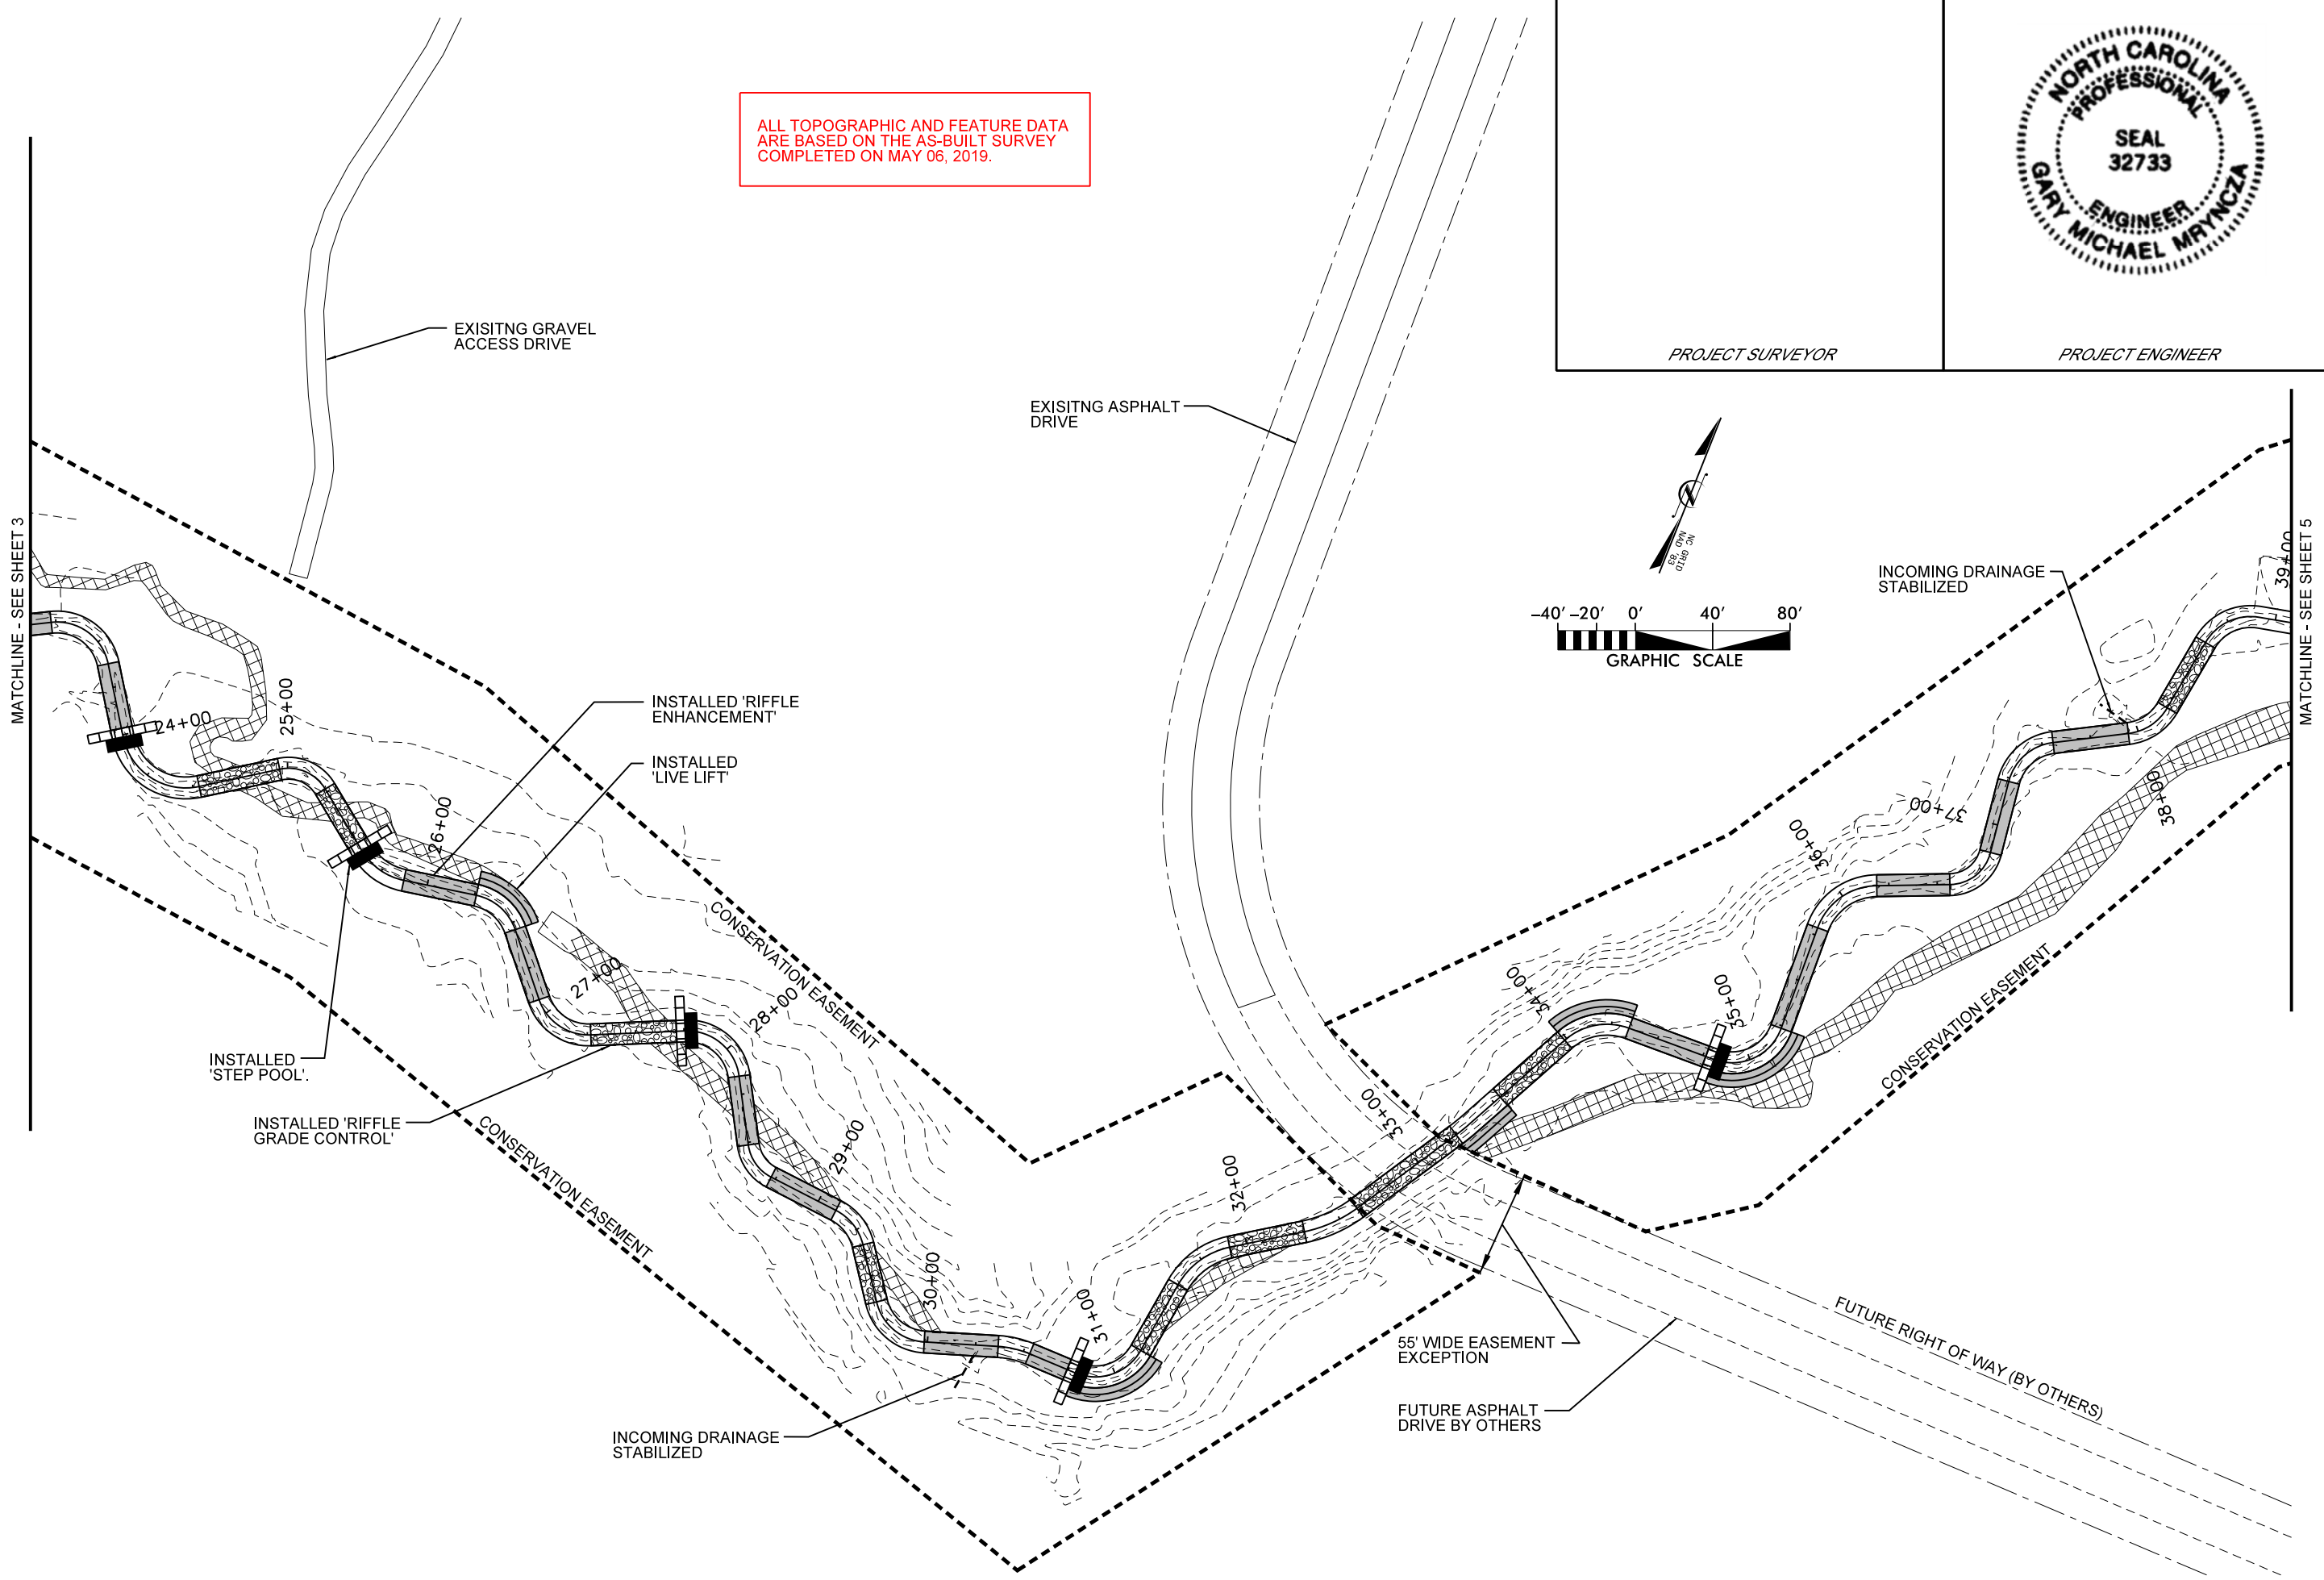 NORTH CAROLINA
PROFESSIONAL
SEAL
32733
ENGINEER
GARY MICHAEL MRYNCZA
PROJECT SURVEYOR
PROJECT ENGINEER
ALL TOPOGRAPHIC AND FEATURE DATA
ARE BASED ON THE AS-BUILT SURVEY
COMPLETED ON MAY 06, 2019.
EXISITNG GRAVEL
ACCESS DRIVE
EXISITNG ASPHALT
DRIVE
NC GRID
NAD '83
N
-40' -20' 0' 40' 80'
GRAPHIC SCALE
MATCHLINE - SEE SHEET 3
MATCHLINE - SEE SHEET 5
INCOMING DRAINAGE
STABILIZED
INSTALLED 'RIFFLE
ENHANCEMENT'
INSTALLED
'LIVE LIFT'
24+00
25+00
26+00
27+00
28+00
29+00
30+00
31+00
32+00
33+00
34+00
35+00
36+00
37+00
38+00
39+00
CONSERVATION EASEMENT
CONSERVATION EASEMENT
CONSERVATION EASEMENT
INSTALLED
'STEP POOL'.
INSTALLED 'RIFFLE
GRADE CONTROL'
INCOMING DRAINAGE
STABILIZED
55' WIDE EASEMENT
EXCEPTION
FUTURE ASPHALT
DRIVE BY OTHERS
FUTURE RIGHT OF WAY (BY OTHERS)